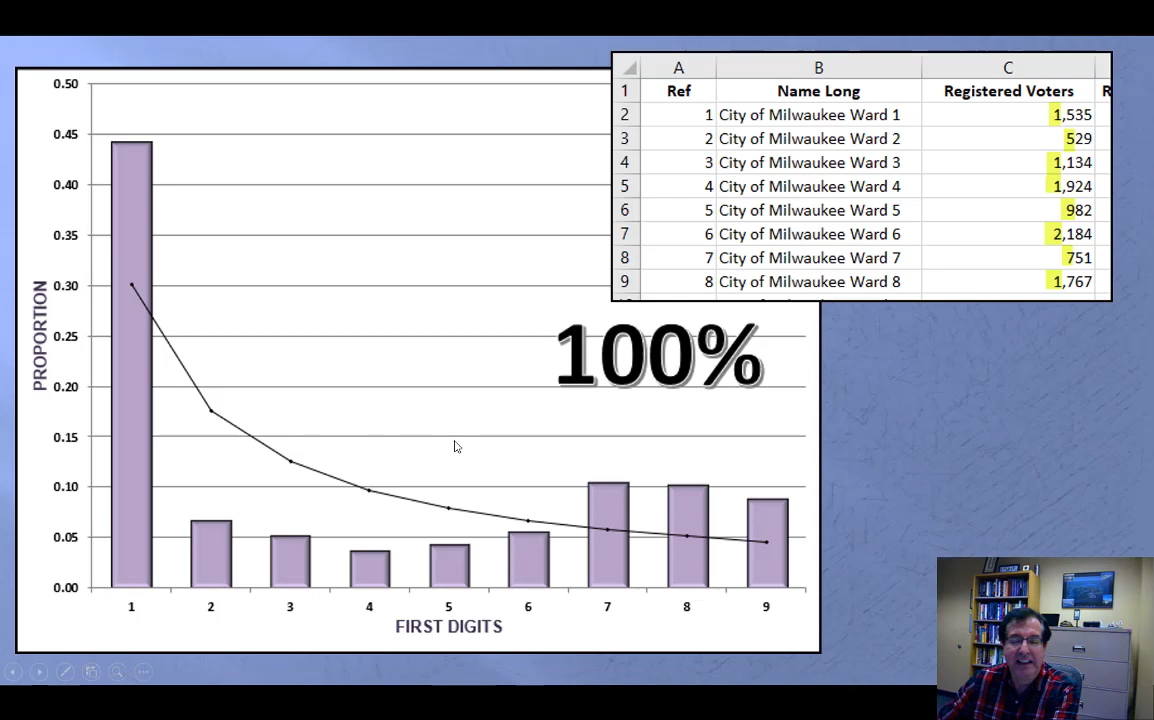 0.50
0.45
0.40
0.35
0.30
0.25
0.20
0.15
0.10
0.05
0.00
PROPORTION
1 2 3 4 5 6 7 8 9
FIRST DIGITS
100%
A B C
1 Ref Name Long Registered Voters R
2 1 City of Milwaukee Ward 1 1,535
3 2 City of Milwaukee Ward 2 529
4 3 City of Milwaukee Ward 3 1,134
5 4 City of Milwaukee Ward 4 1,924
6 5 City of Milwaukee Ward 5 982
7 6 City of Milwaukee Ward 6 2,184
8 7 City of Milwaukee Ward 7 751
9 8 City of Milwaukee Ward 8 1,767